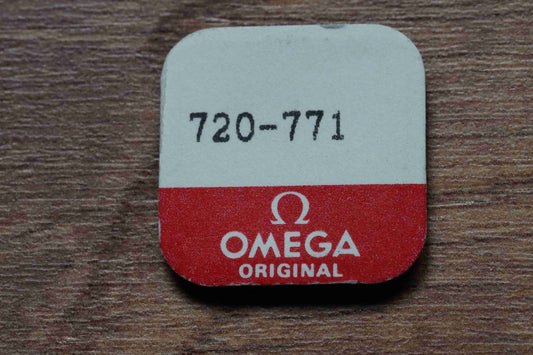 720-771
Ω
OMEGA
ORIGINAL